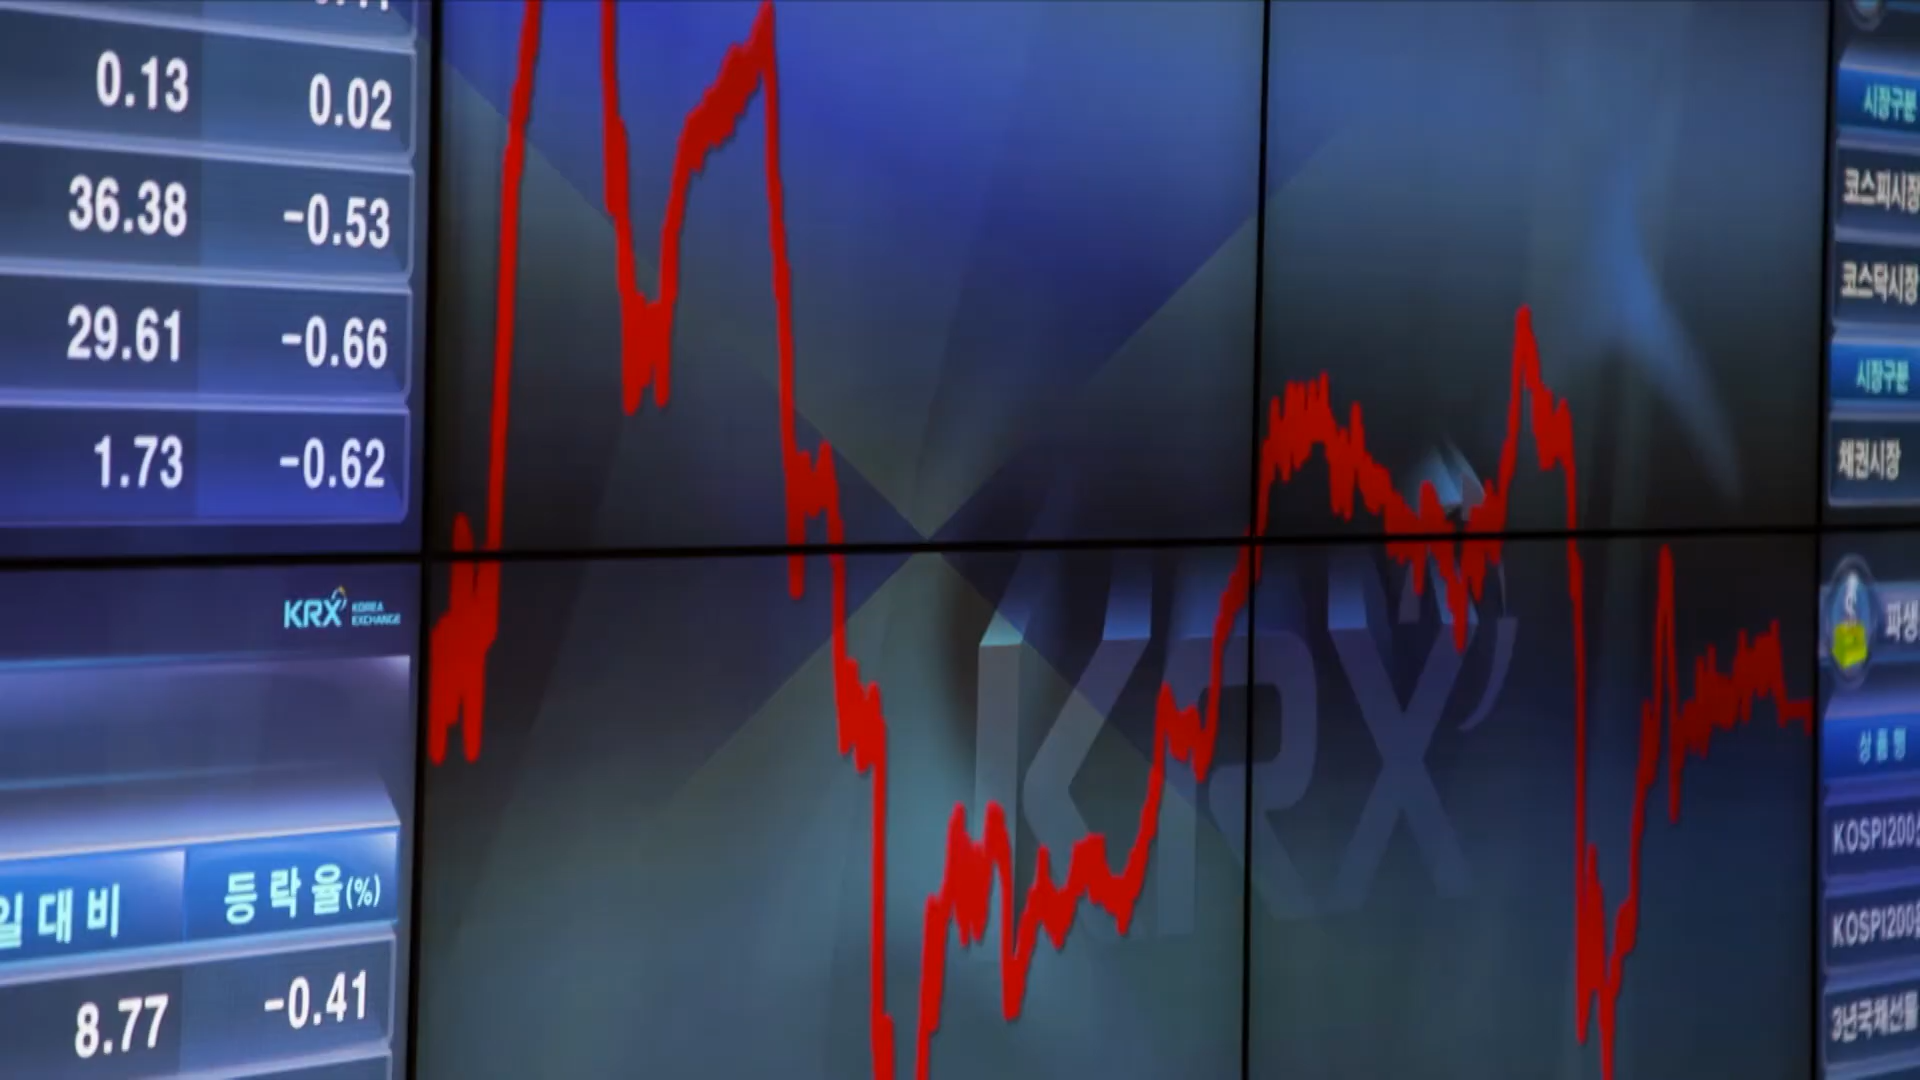 0.13 0.02
36.38 -0.53
29.61 -0.66
1.73 -0.62
KRX KOREA EXCHANGE
일대비 등락율(%)
8.77 -0.41
KRX
시장구분
코스피시장
코스닥시장
시장구분
채권시장
파생
상품명
KOSPI200
KOSPI200
3년국채선물